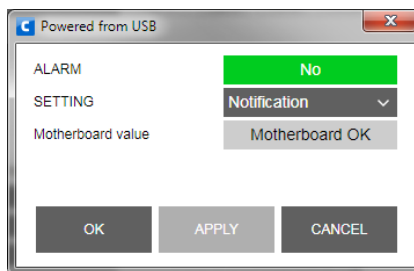 Powered from USB
ALARM No
SETTING Notification
Motherboard value Motherboard OK
OK APPLY CANCEL